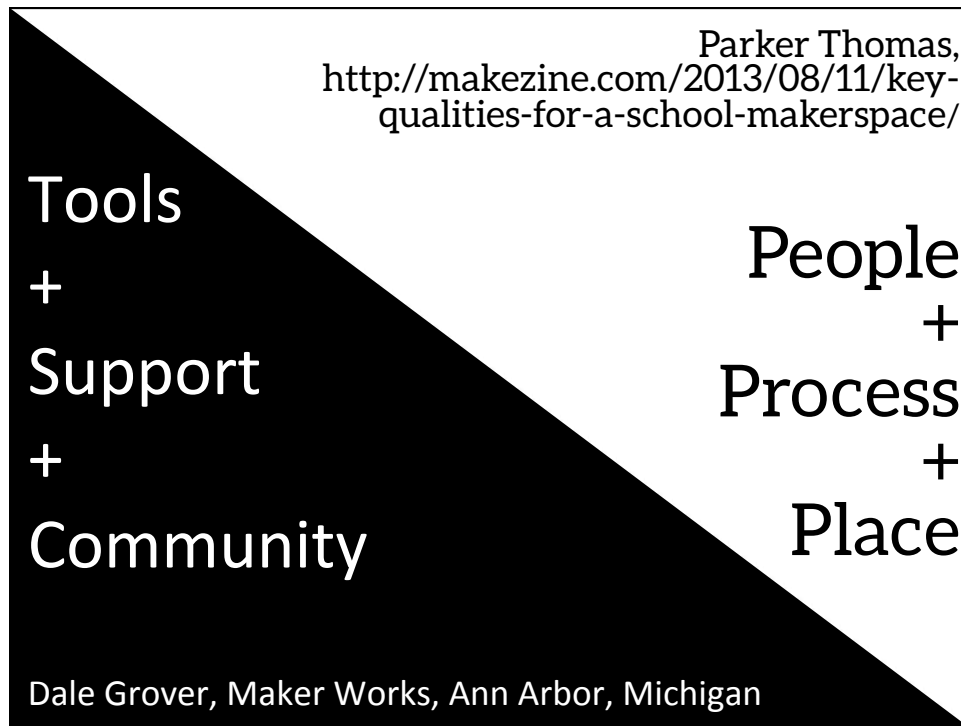 Parker Thomas,
http://makezine.com/2013/08/11/key-
qualities-for-a-school-makerspace/
Tools
+
Support
+
Community
People
+
Process
+
Place
Dale Grover, Maker Works, Ann Arbor, Michigan